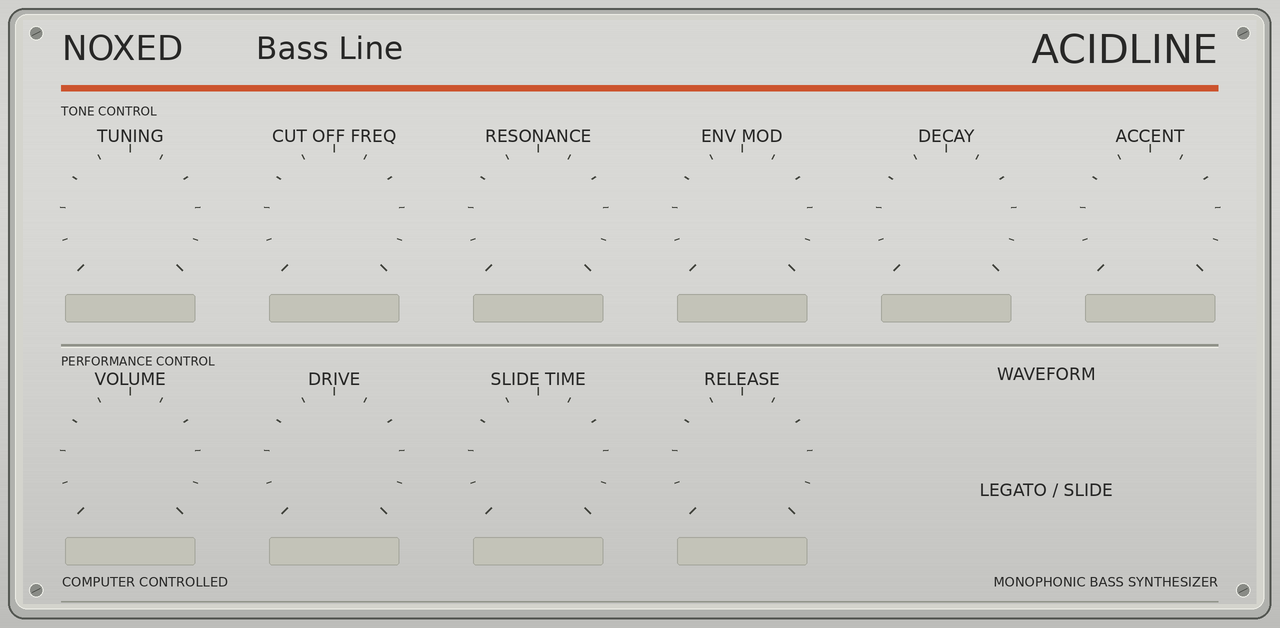 NOXED Bass Line ACIDLINE
TONE CONTROL
TUNING CUT OFF FREQ RESONANCE ENV MOD DECAY ACCENT
PERFORMANCE CONTROL
VOLUME DRIVE SLIDE TIME RELEASE WAVEFORM
LEGATO / SLIDE
COMPUTER CONTROLLED MONOPHONIC BASS SYNTHESIZER